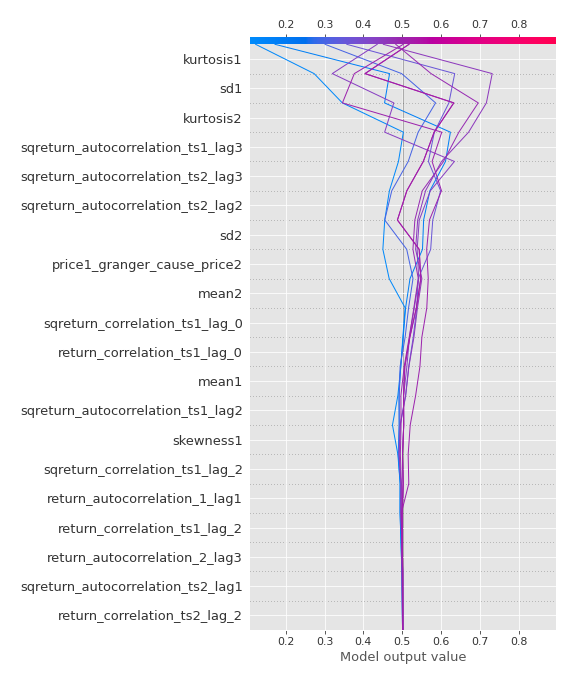 0.2 0.3 0.4 0.5 0.6 0.7 0.8
kurtosis1
sd1
kurtosis2
sqreturn_autocorrelation_ts1_lag3
sqreturn_autocorrelation_ts2_lag3
sqreturn_autocorrelation_ts2_lag2
sd2
price1_granger_cause_price2
mean2
sqreturn_correlation_ts1_lag_0
return_correlation_ts1_lag_0
mean1
sqreturn_autocorrelation_ts1_lag2
skewness1
sqreturn_correlation_ts1_lag_2
return_autocorrelation_1_lag1
return_correlation_ts1_lag_2
return_autocorrelation_2_lag3
sqreturn_autocorrelation_ts2_lag1
return_correlation_ts2_lag_2
0.2 0.3 0.4 0.5 0.6 0.7 0.8
Model output value